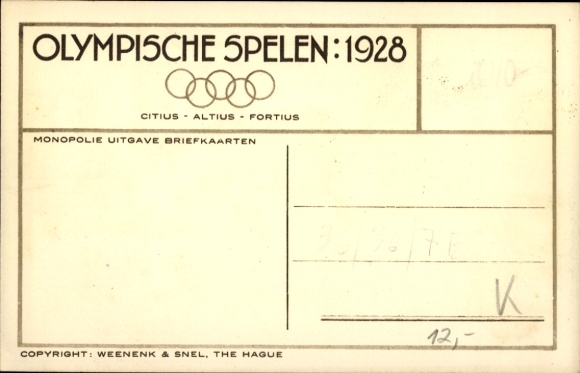 OLYMPISCHE SPELEN: 1928
CITIUS - ALTIUS - FORTIUS
MONOPOLIE UITGAVE BRIEFKAARTEN
K
12,-
COPYRIGHT: WEENENK & SNEL, THE HAGUE